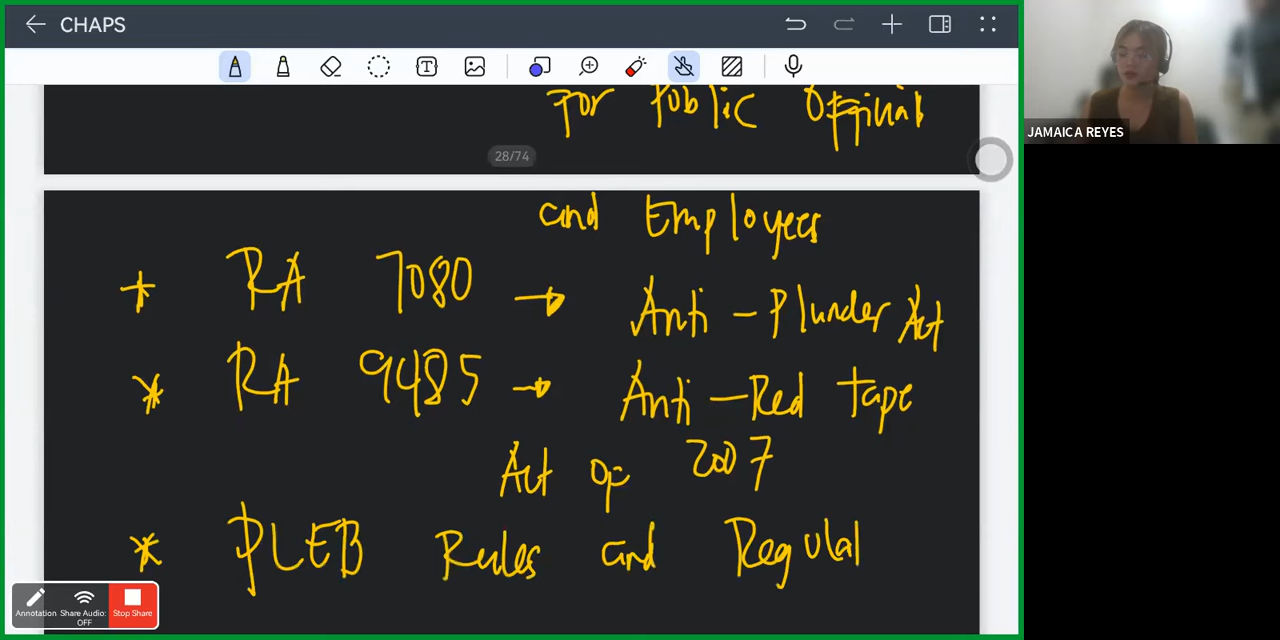 CHAPS
For Public Officials
28/74
JAMAICA REYES
and Employees
* RA 7080 → Anti-Plunder Act
* RA 9485 → Anti-Red tape
Act of 2007
* PLEB Rules and Regulat
Annotation
Share Audio: OFF
Stop Share